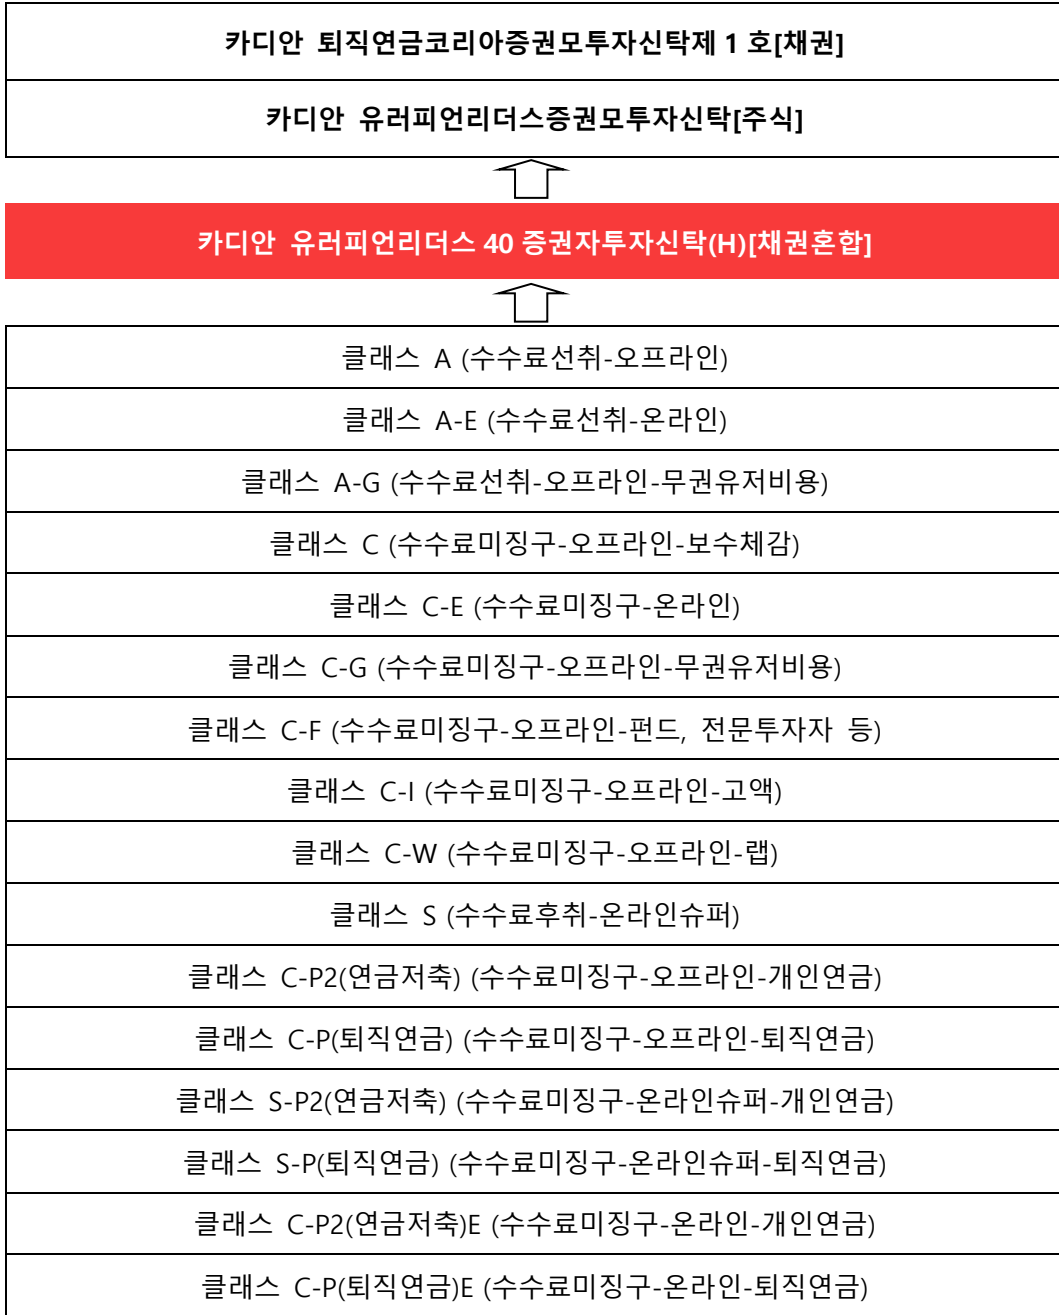 카디안 퇴직연금코리아증권모투자신탁제 1 호[채권]
카디안 유러피언리더스증권모투자신탁[주식]
카디안 유러피언리더스 40 증권자투자신탁(H)[채권혼합]
클래스 A (수수료선취-오프라인)
클래스 A-E (수수료선취-온라인)
클래스 A-G (수수료선취-오프라인-무권유저비용)
클래스 C (수수료미징구-오프라인-보수체감)
클래스 C-E (수수료미징구-온라인)
클래스 C-G (수수료미징구-오프라인-무권유저비용)
클래스 C-F (수수료미징구-오프라인-펀드, 전문투자자 등)
클래스 C-I (수수료미징구-오프라인-고액)
클래스 C-W (수수료미징구-오프라인-랩)
클래스 S (수수료후취-온라인슈퍼)
클래스 C-P2(연금저축) (수수료미징구-오프라인-개인연금)
클래스 C-P(퇴직연금) (수수료미징구-오프라인-퇴직연금)
클래스 S-P2(연금저축) (수수료미징구-온라인슈퍼-개인연금)
클래스 S-P(퇴직연금) (수수료미징구-온라인슈퍼-퇴직연금)
클래스 C-P2(연금저축)E (수수료미징구-온라인-개인연금)
클래스 C-P(퇴직연금)E (수수료미징구-온라인-퇴직연금)